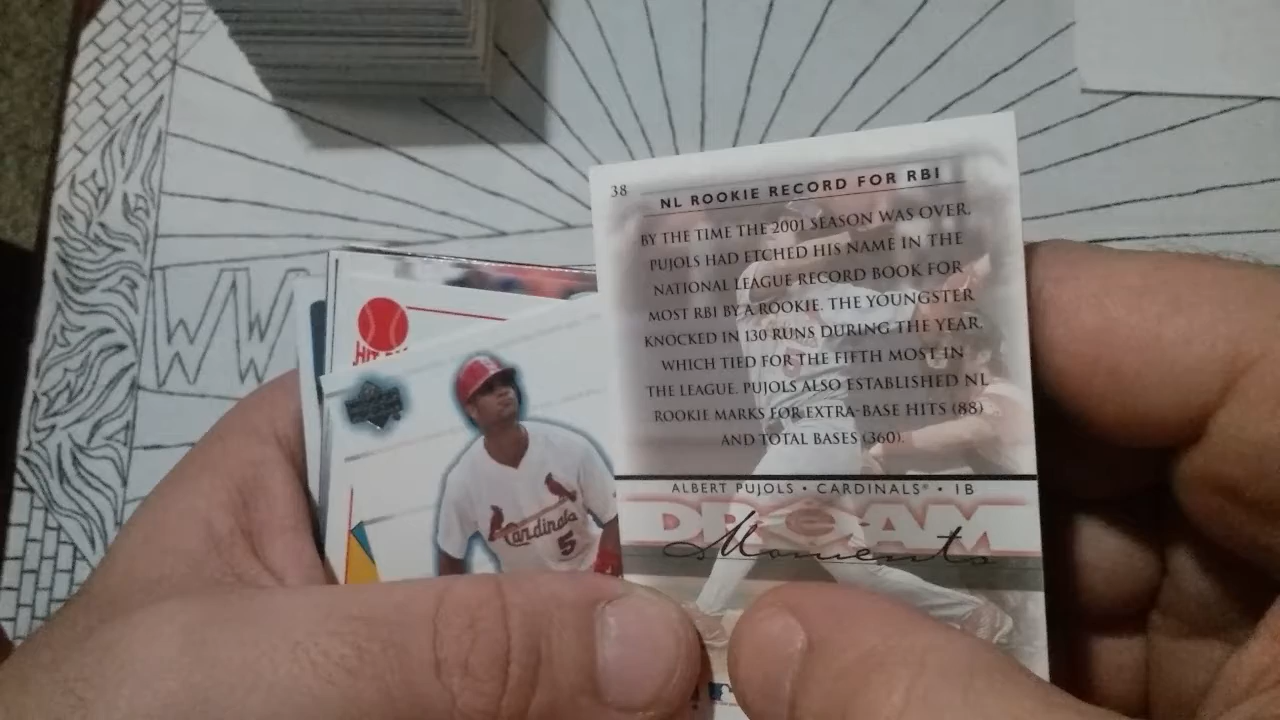 38
NL ROOKIE RECORD FOR RBI
BY THE TIME THE 2001 SEASON WAS OVER,
PUJOLS HAD ETCHED HIS NAME IN THE
NATIONAL LEAGUE RECORD BOOK FOR
MOST RBI BY A ROOKIE. THE YOUNGSTER
KNOCKED IN 130 RUNS DURING THE YEAR,
WHICH TIED FOR THE FIFTH MOST IN
THE LEAGUE. PUJOLS ALSO ESTABLISHED NL
ROOKIE MARKS FOR EXTRA-BASE HITS (88)
AND TOTAL BASES (360).
ALBERT PUJOLS • CARDINALS® • 1B
DREAM
Moments
Cardinals
5
WW